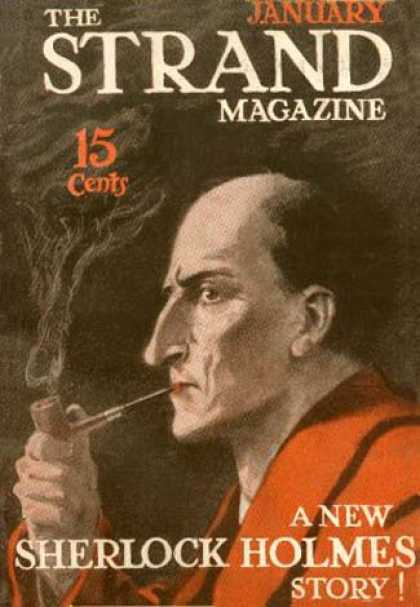 JANUARY
THE
STRAND
MAGAZINE
15
Cents
A NEW
SHERLOCK HOLMES
STORY!